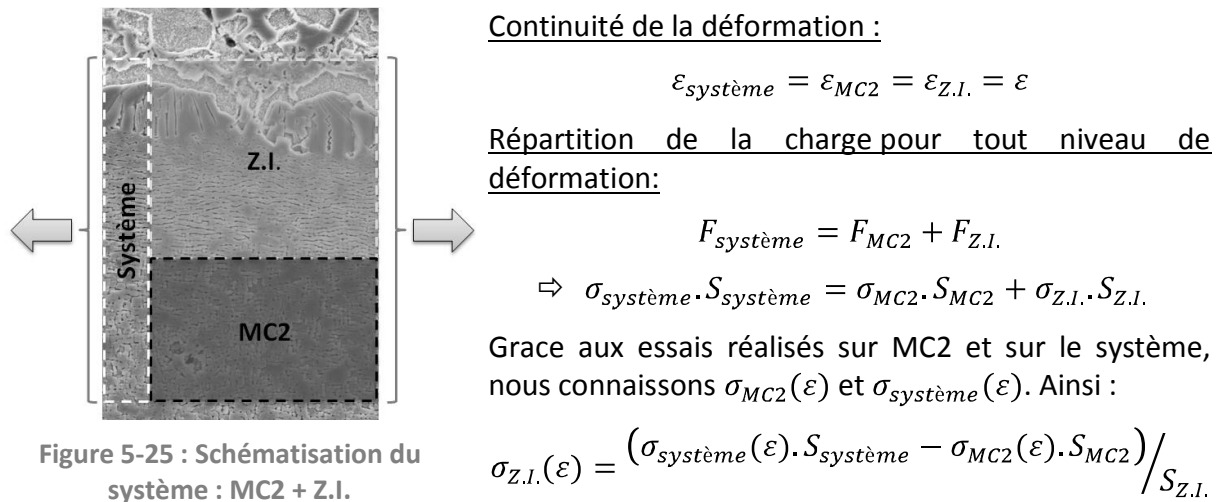 Système
Z.I.
MC2
Figure 5-25 : Schématisation du
système : MC2 + Z.I.
Continuité de la déformation :
ε_système = ε_MC2 = ε_Z.I. = ε
Répartition de la charge pour tout niveau de
déformation:
F_système = F_MC2 + F_Z.I.
⇨ σ_système.S_système = σ_MC2.S_MC2 + σ_Z.I..S_Z.I.
Grace aux essais réalisés sur MC2 et sur le système,
nous connaissons σ_MC2(ε) et σ_système(ε). Ainsi :
σ_Z.I.(ε) = (σ_système(ε).S_système − σ_MC2(ε).S_MC2)/S_Z.I.